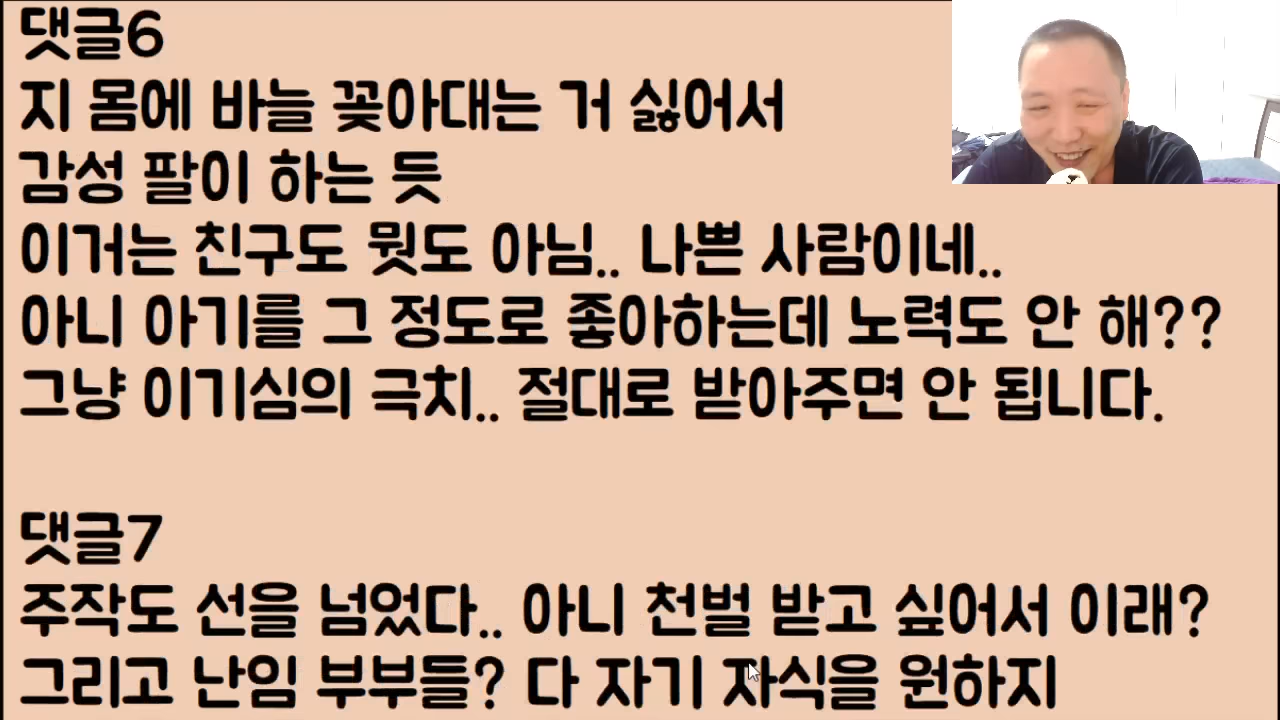 댓글6
지 몸에 바늘 꽂아대는 거 싫어서
감성 팔이 하는 듯
이거는 친구도 뭣도 아님.. 나쁜 사람이네..
아니 아기를 그 정도로 좋아하는데 노력도 안 해??
그냥 이기심의 극치.. 절대로 받아주면 안 됩니다.
댓글7
주작도 선을 넘었다.. 아니 천벌 받고 싶어서 이래?
그리고 난임 부부들? 다 자기 자식을 원하지